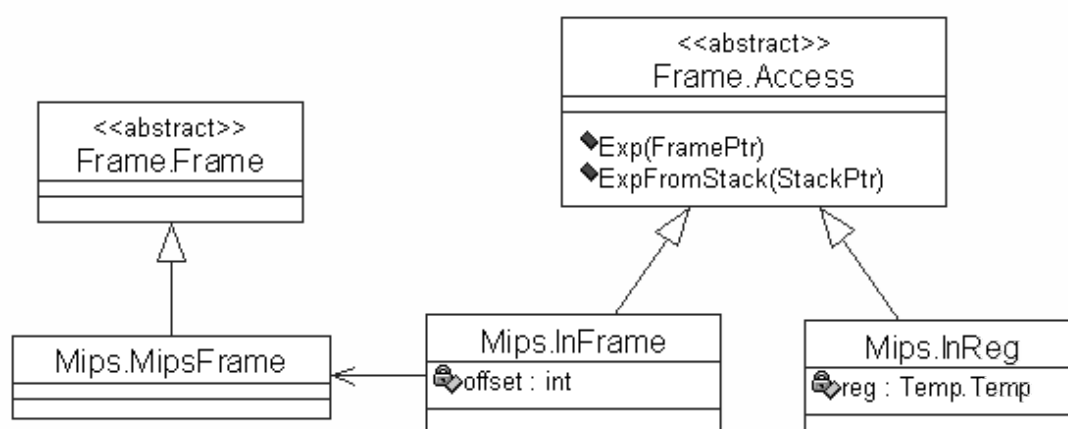 <<abstract>>
Frame.Access
Exp(FramePtr)
ExpFromStack(StackPtr)
<<abstract>>
Frame.Frame
Mips.MipsFrame
Mips.InFrame
offset : int
Mips.InReg
reg : Temp.Temp